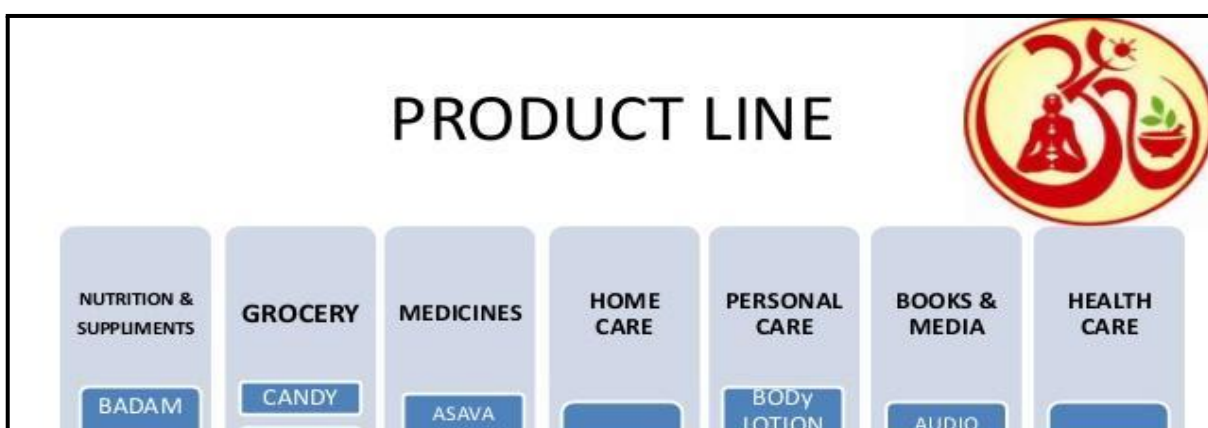 PRODUCT LINE
NUTRITION &
SUPPLIMENTS
GROCERY
MEDICINES
HOME
CARE
PERSONAL
CARE
BOOKS &
MEDIA
HEALTH
CARE
BADAM
CANDY
ASAVA
BODy
LOTION
AUDIO